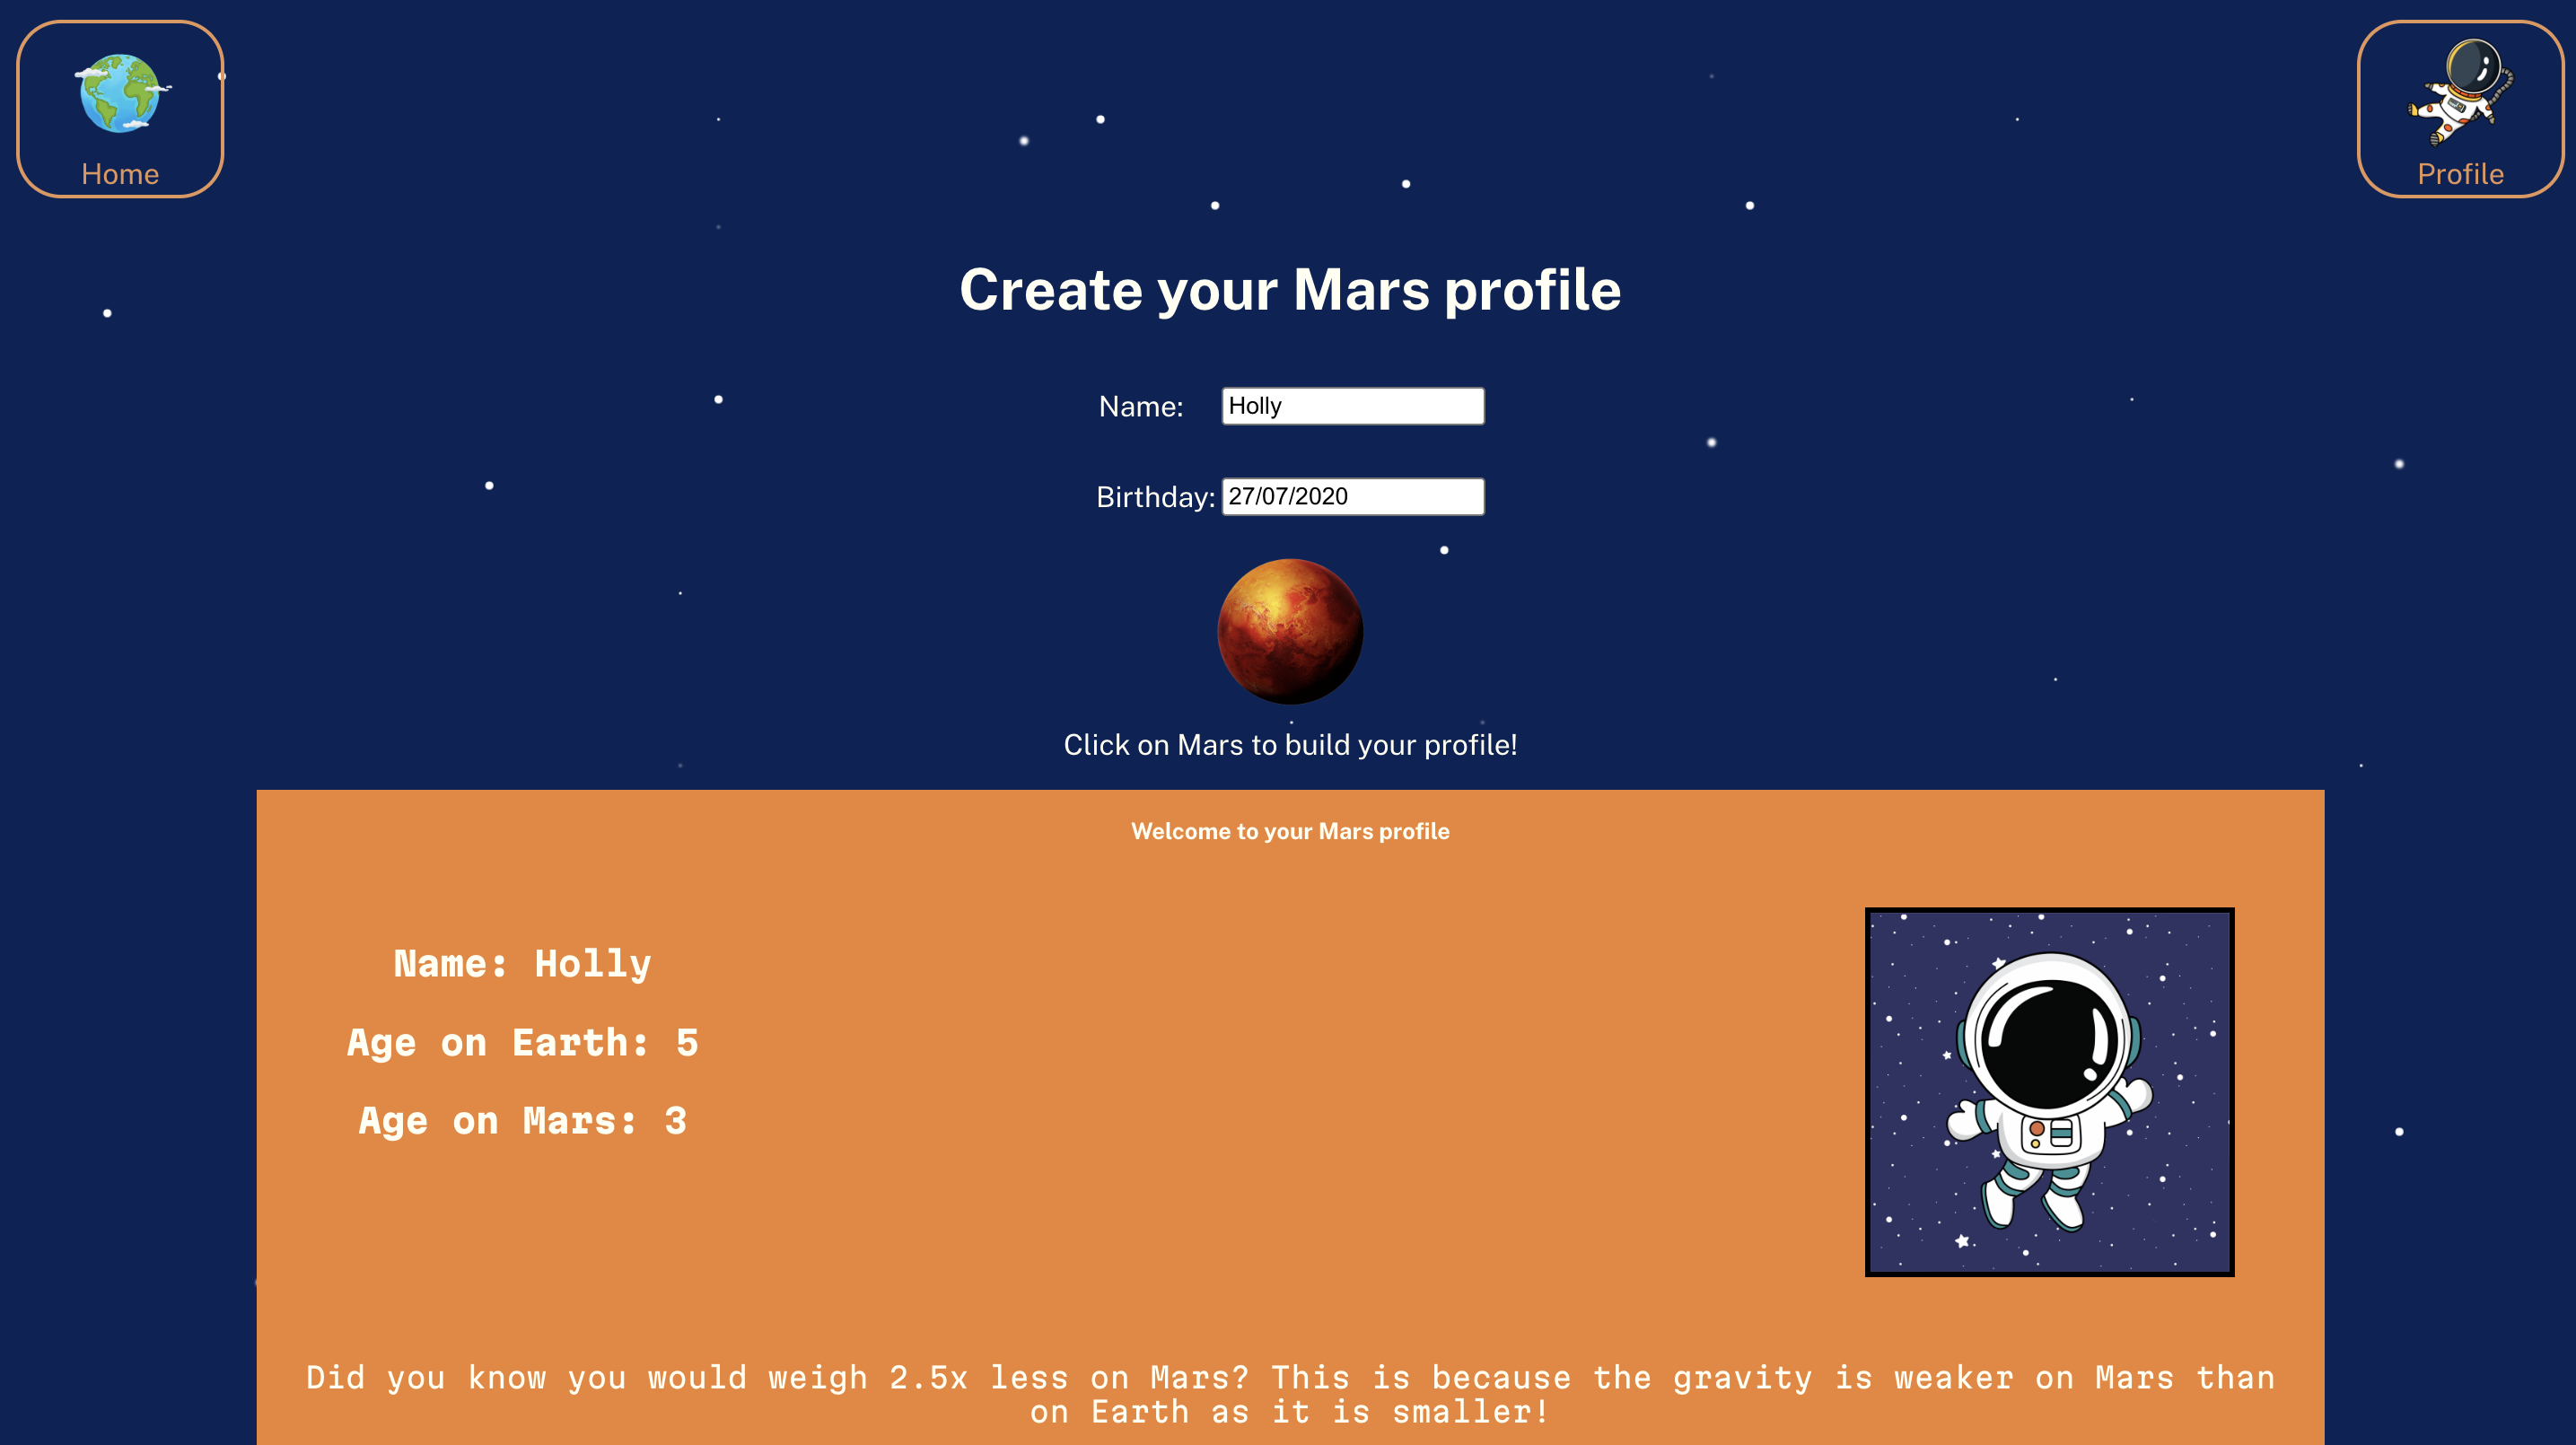 Home
Profile
Create your Mars profile
Name: Holly
Birthday: 27/07/2020
Click on Mars to build your profile!
Welcome to your Mars profile
Name: Holly
Age on Earth: 5
Age on Mars: 3
Did you know you would weigh 2.5x less on Mars? This is because the gravity is weaker on Mars than
on Earth as it is smaller!